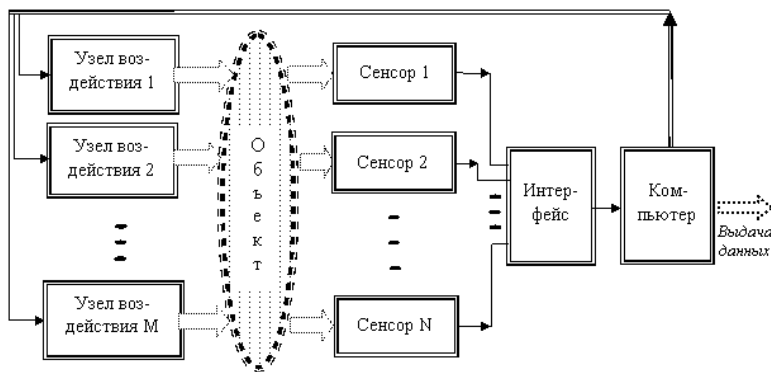 Узел воз-
действия 1
Сенсор 1
Узел воз-
действия 2
Сенсор 2
Объект
Интер-
фейс
Ком-
пьютер
Выдача
данных
Узел воз-
действия М
Сенсор N